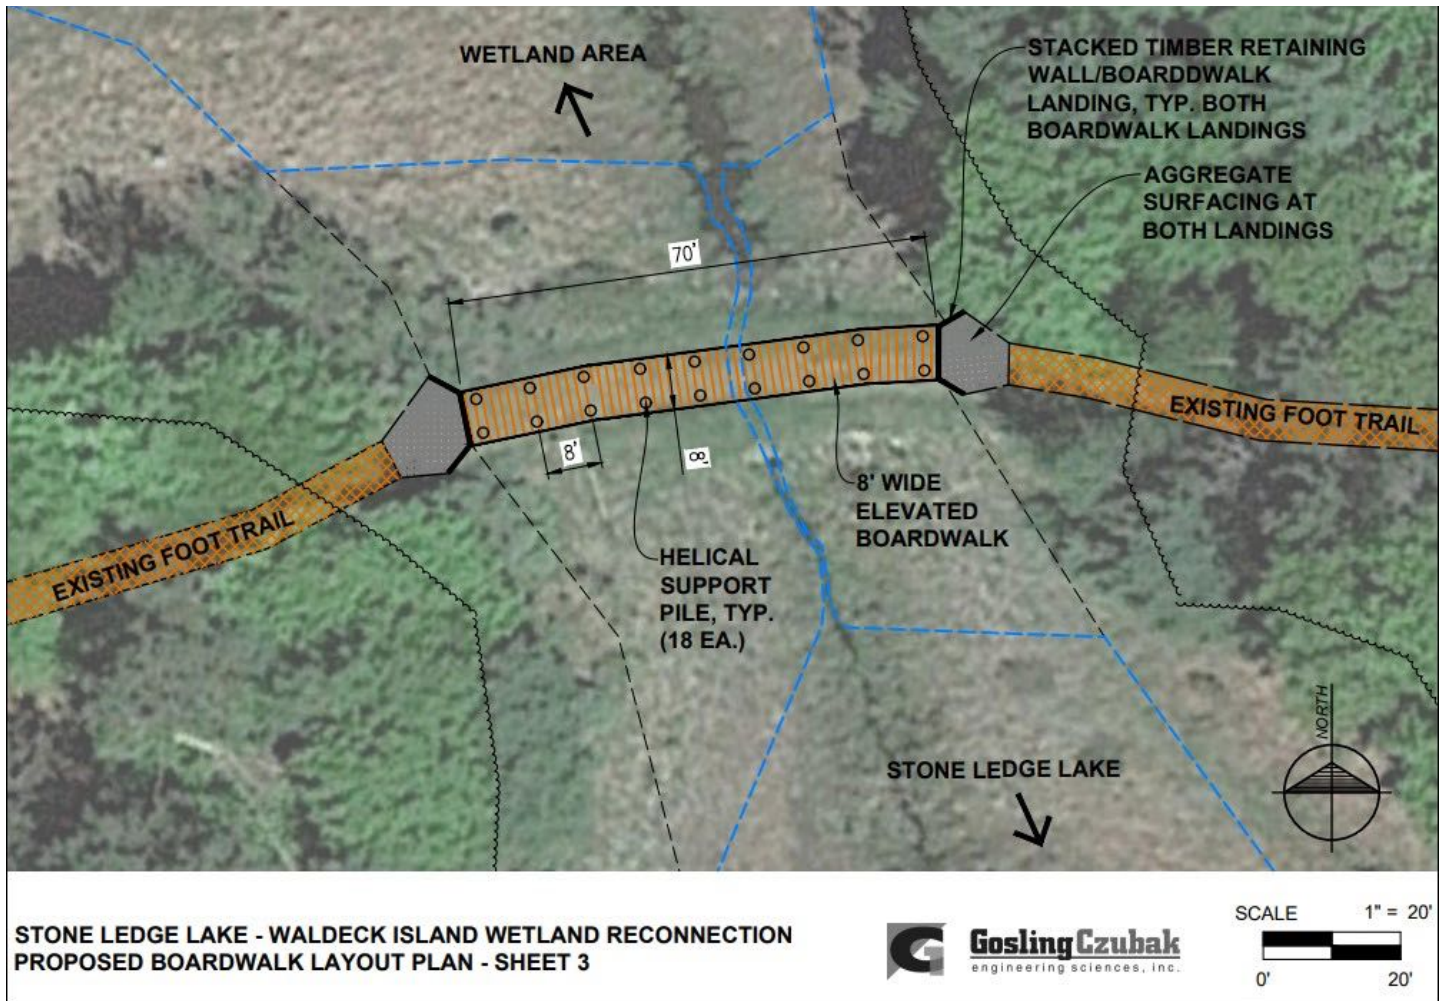 WETLAND AREA
STACKED TIMBER RETAINING
WALL/BOARDDWALK
LANDING, TYP. BOTH
BOARDWALK LANDINGS
AGGREGATE
SURFACING AT
BOTH LANDINGS
70'
EXISTING FOOT TRAIL
8'
8'
8' WIDE
ELEVATED
BOARDWALK
EXISTING FOOT TRAIL
HELICAL
SUPPORT
PILE, TYP.
(18 EA.)
NORTH
STONE LEDGE LAKE
STONE LEDGE LAKE - WALDECK ISLAND WETLAND RECONNECTION
PROPOSED BOARDWALK LAYOUT PLAN - SHEET 3
G
GoslingCzubak
engineering sciences, inc.
SCALE 1" = 20'
0' 20'